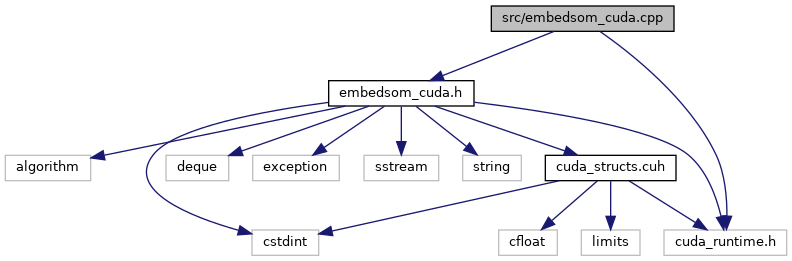 src/embedsom_cuda.cpp
embedsom_cuda.h
algorithm
deque
exception
sstream
string
cuda_structs.cuh
cstdint
cfloat
limits
cuda_runtime.h